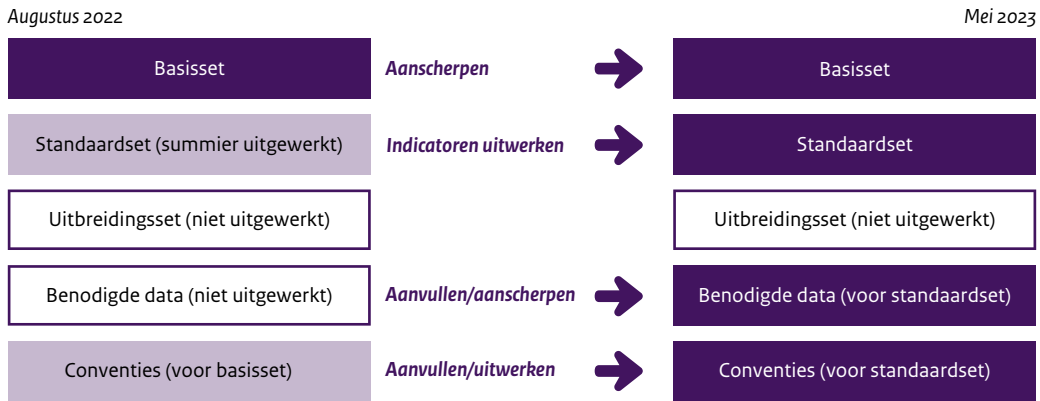 Augustus 2022
Mei 2023
Basisset
Aanscherpen
Basisset
Standaardset (summier uitgewerkt)
Indicatoren uitwerken
Standaardset
Uitbreidingsset (niet uitgewerkt)
Uitbreidingsset (niet uitgewerkt)
Benodigde data (niet uitgewerkt)
Aanvullen/aanscherpen
Benodigde data (voor standaardset)
Conventies (voor basisset)
Aanvullen/uitwerken
Conventies (voor standaardset)